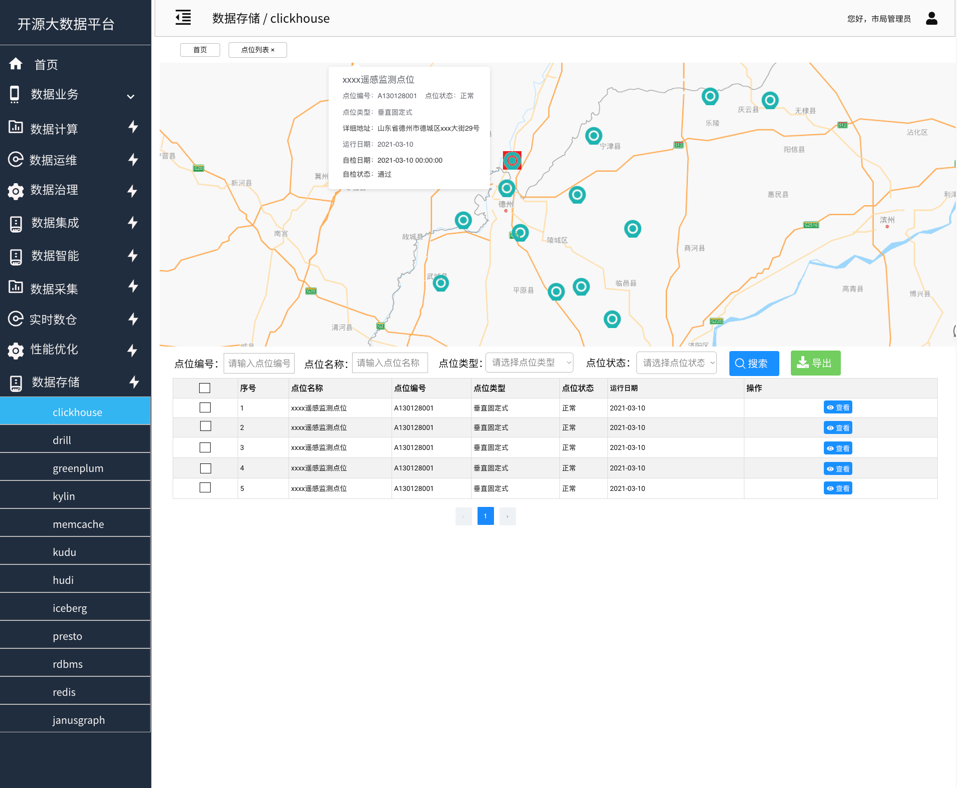 开源大数据平台
首页
数据业务
数据计算
数据运维
数据治理
数据集成
数据智能
数据采集
实时数仓
性能优化
数据存储
clickhouse
drill
greenplum
kylin
memcache
kudu
hudi
iceberg
presto
rdbms
redis
janusgraph
数据存储 / clickhouse
您好，市局管理员
首页 点位列表 ×
xxxx遥感监测点位
点位编号：A130128001 点位状态：正常
点位类型：垂直固定式
详细地址：山东省德州市德城区xxx大街29号
运行日期：2021-03-10
自检日期：2021-03-10 00:00:00
自检状态：通过
庆云县
无棣县
乐陵
沾化区
宁津县
阳信县
新河县
惠民县
德州
滨州
南宫
故城县
陵城区
商河县
武城县
平原县
临邑县
高青县
博兴县
清河县
点位编号： 请输入点位编号 点位名称： 请输入点位名称 点位类型： 请选择点位类型 点位状态： 请选择点位状态 搜索 导出
序号 点位名称 点位编号 点位类型 点位状态 运行日期 操作
1 xxxx遥感监测点位 A130128001 垂直固定式 正常 2021-03-10 查看
2 xxxx遥感监测点位 A130128001 垂直固定式 正常 2021-03-10 查看
3 xxxx遥感监测点位 A130128001 垂直固定式 正常 2021-03-10 查看
4 xxxx遥感监测点位 A130128001 垂直固定式 正常 2021-03-10 查看
5 xxxx遥感监测点位 A130128001 垂直固定式 正常 2021-03-10 查看
1